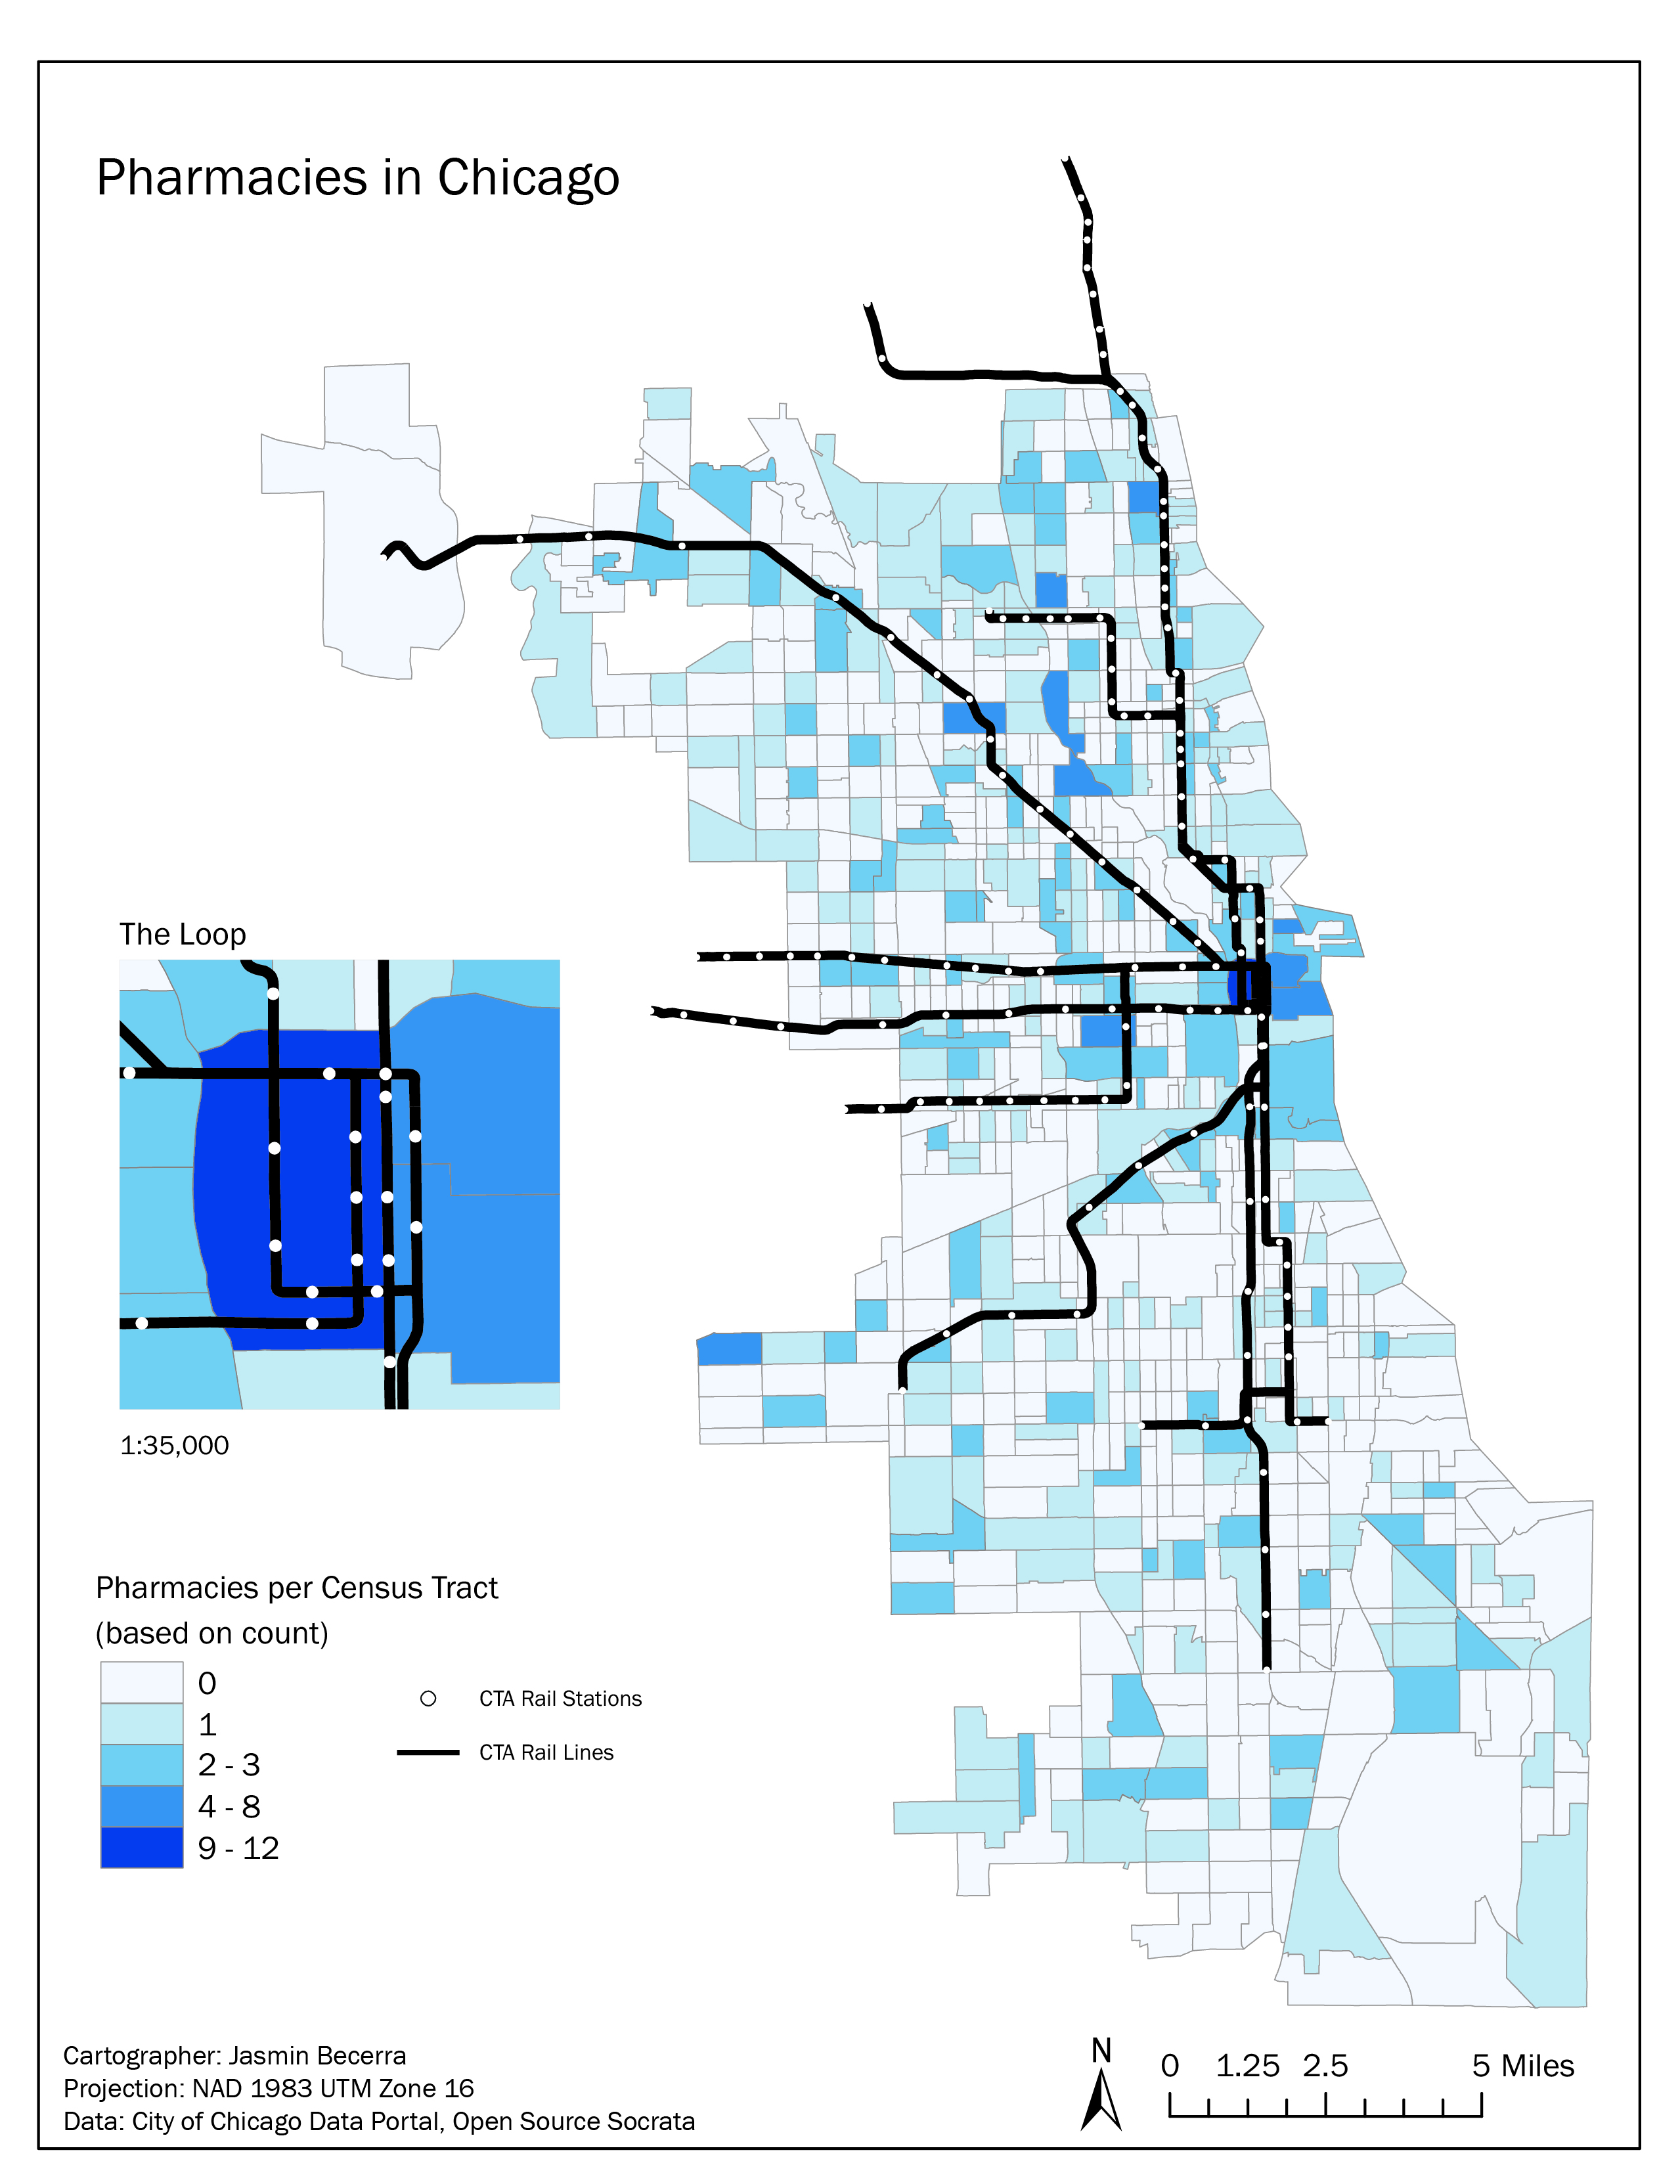 Pharmacies in Chicago
The Loop
1:35,000
Pharmacies per Census Tract
(based on count)
0
1
2 - 3
4 - 8
9 - 12
CTA Rail Stations
CTA Rail Lines
Cartographer: Jasmin Becerra
Projection: NAD 1983 UTM Zone 16
Data: City of Chicago Data Portal, Open Source Socrata
N
0 1.25 2.5 5 Miles